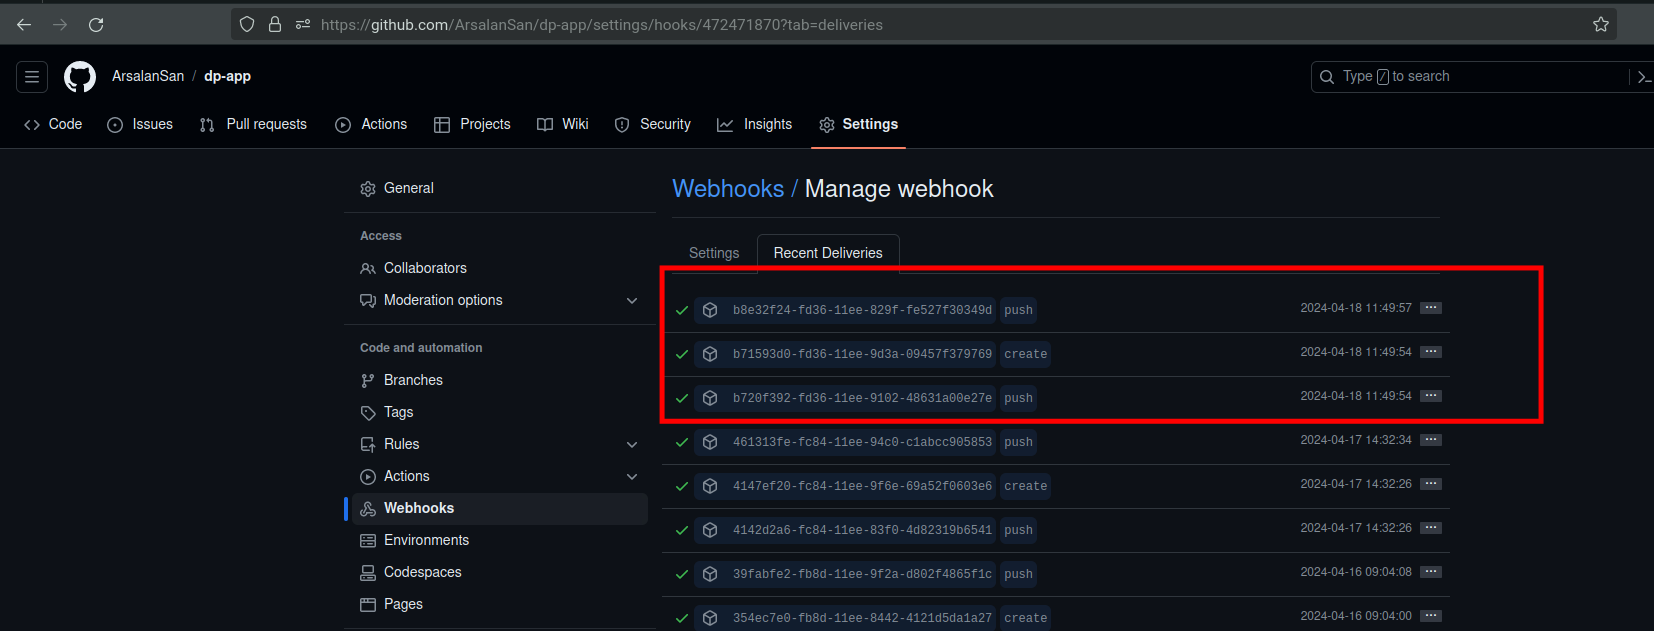 https://github.com/ArsalanSan/dp-app/settings/hooks/472471870?tab=deliveries
ArsalanSan / dp-app
Type / to search
Code Issues Pull requests Actions Projects Wiki Security Insights Settings
General
Access
Collaborators
Moderation options
Code and automation
Branches
Tags
Rules
Actions
Webhooks
Environments
Codespaces
Pages
Webhooks / Manage webhook
Settings Recent Deliveries
b8e32f24-fd36-11ee-829f-fe527f30349d push 2024-04-18 11:49:57
b71593d0-fd36-11ee-9d3a-09457f379769 create 2024-04-18 11:49:54
b720f392-fd36-11ee-9102-48631a00e27e push 2024-04-18 11:49:54
461313fe-fc84-11ee-94c0-c1abcc905853 push 2024-04-17 14:32:34
4147ef20-fc84-11ee-9f6e-69a52f0603e6 create 2024-04-17 14:32:26
4142d2a6-fc84-11ee-83f0-4d82319b6541 push 2024-04-17 14:32:26
39fabfe2-fb8d-11ee-9f2a-d802f4865f1c push 2024-04-16 09:04:08
354ec7e0-fb8d-11ee-8442-4121d5da1a27 create 2024-04-16 09:04:00